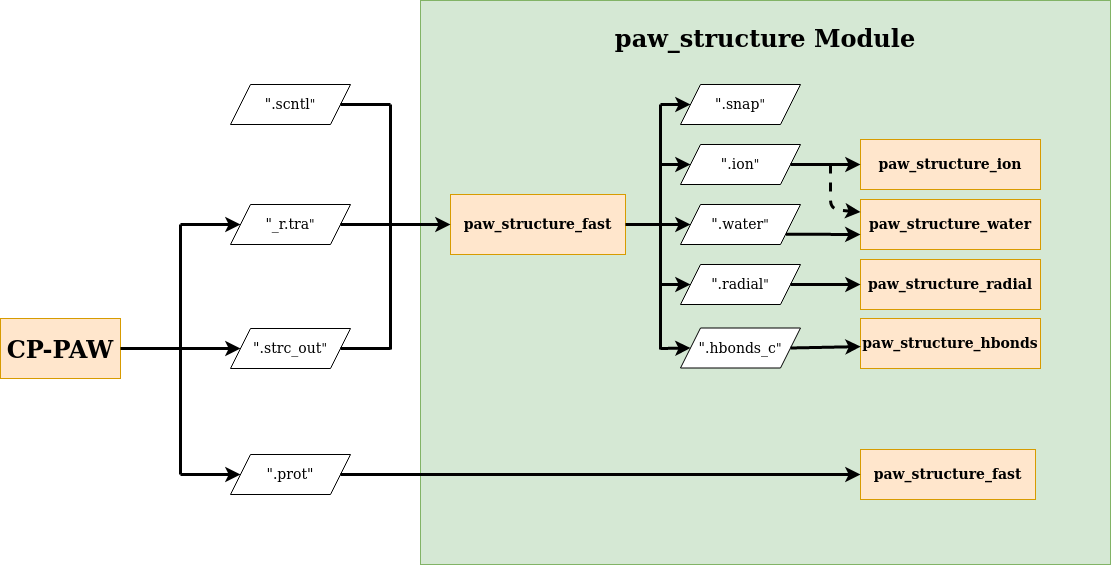 paw_structure Module
".scntl"
".snap"
".ion"
paw_structure_ion
"_r.tra"
paw_structure_fast
".water"
paw_structure_water
".radial"
paw_structure_radial
CP-PAW
".strc_out"
".hbonds_c"
paw_structure_hbonds
".prot"
paw_structure_fast